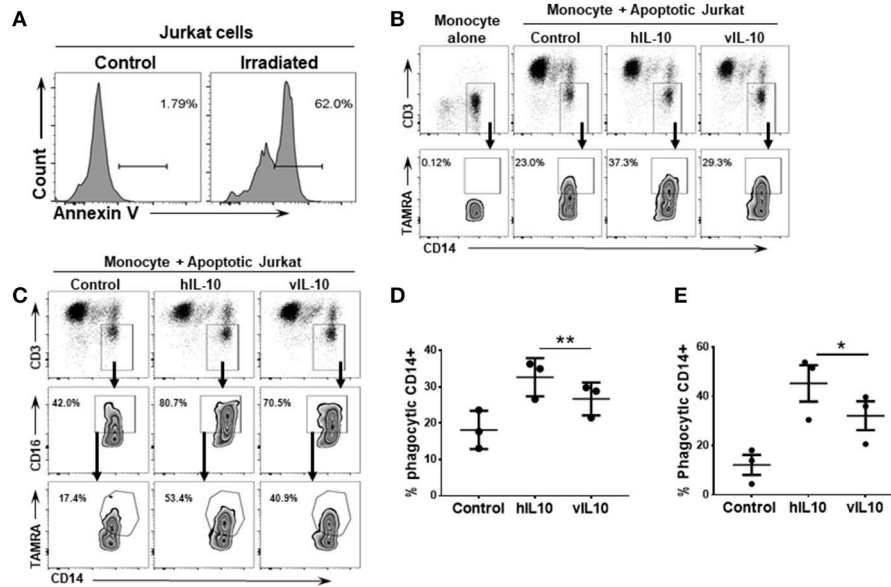 A
Jurkat cells
Control Irradiated
1.79% 62.0%
Count
Annexin V
B
Monocyte + Apoptotic Jurkat
Monocyte alone Control hIL-10 vIL-10
CD3
0.12% 23.0% 37.3% 29.3%
TAMRA
CD14
C
Monocyte + Apoptotic Jurkat
Control hIL-10 vIL-10
CD3
42.0% 80.7% 70.5%
CD16
17.4% 53.4% 40.9%
TAMRA
CD14
D
% phagocytic CD14+
40
30
20
10
0
**
Control hIL10 vIL10
E
% Phagocytic CD14+
60
40
20
0
*
Control hIL10 vIL10